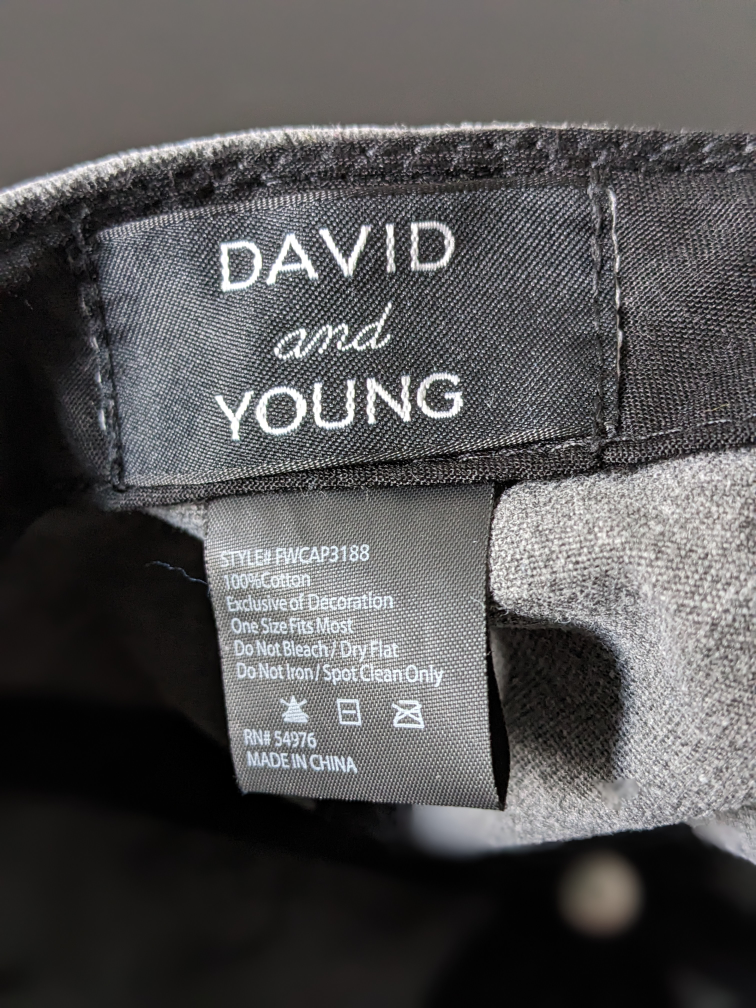 DAVID
and
YOUNG
STYLE# FWCAP3188
100%Cotton
Exclusive of Decoration
One Size Fits Most
Do Not Bleach / Dry Flat
Do Not Iron / Spot Clean Only
RN# 54976
MADE IN CHINA